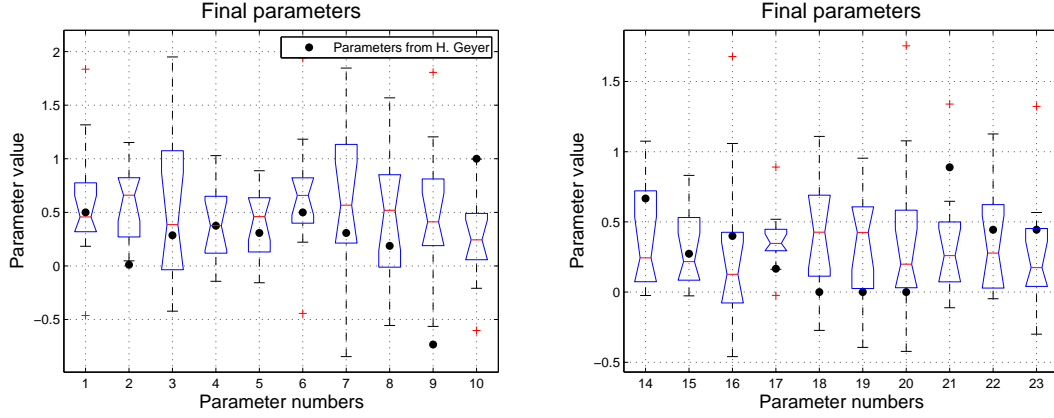 Final parameters
Parameters from H. Geyer
2
1.5
1
0.5
0
−0.5
Parameter value
1 2 3 4 5 6 7 8 9 10
Parameter numbers
Final parameters
1.5
1
0.5
0
−0.5
Parameter value
14 15 16 17 18 19 20 21 22 23
Parameter numbers